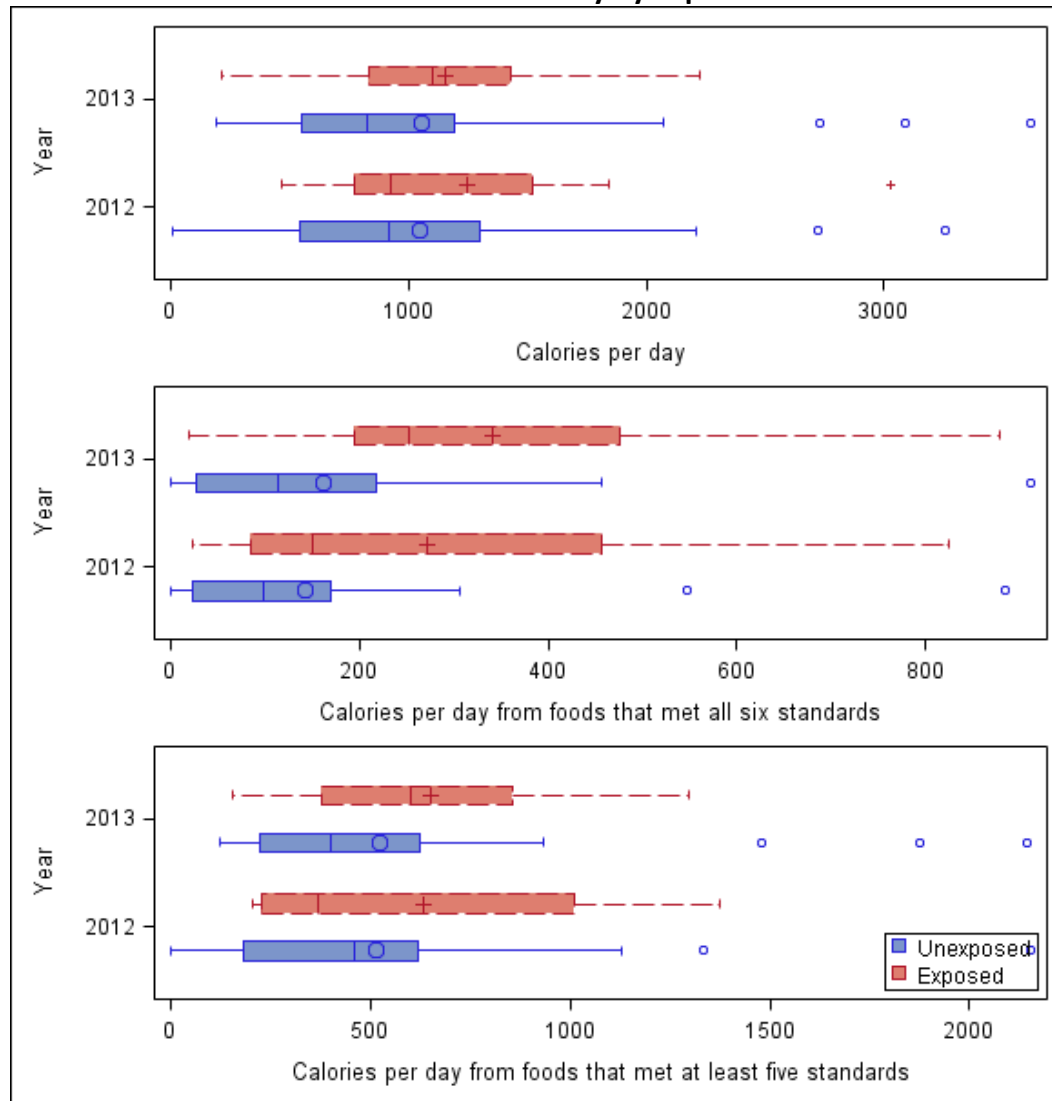 2013
2012
Year
0 1000 2000 3000
Calories per day
2013
2012
Year
0 200 400 600 800
Calories per day from foods that met all six standards
2013
2012
Year
Unexposed
Exposed
0 500 1000 1500 2000
Calories per day from foods that met at least five standards